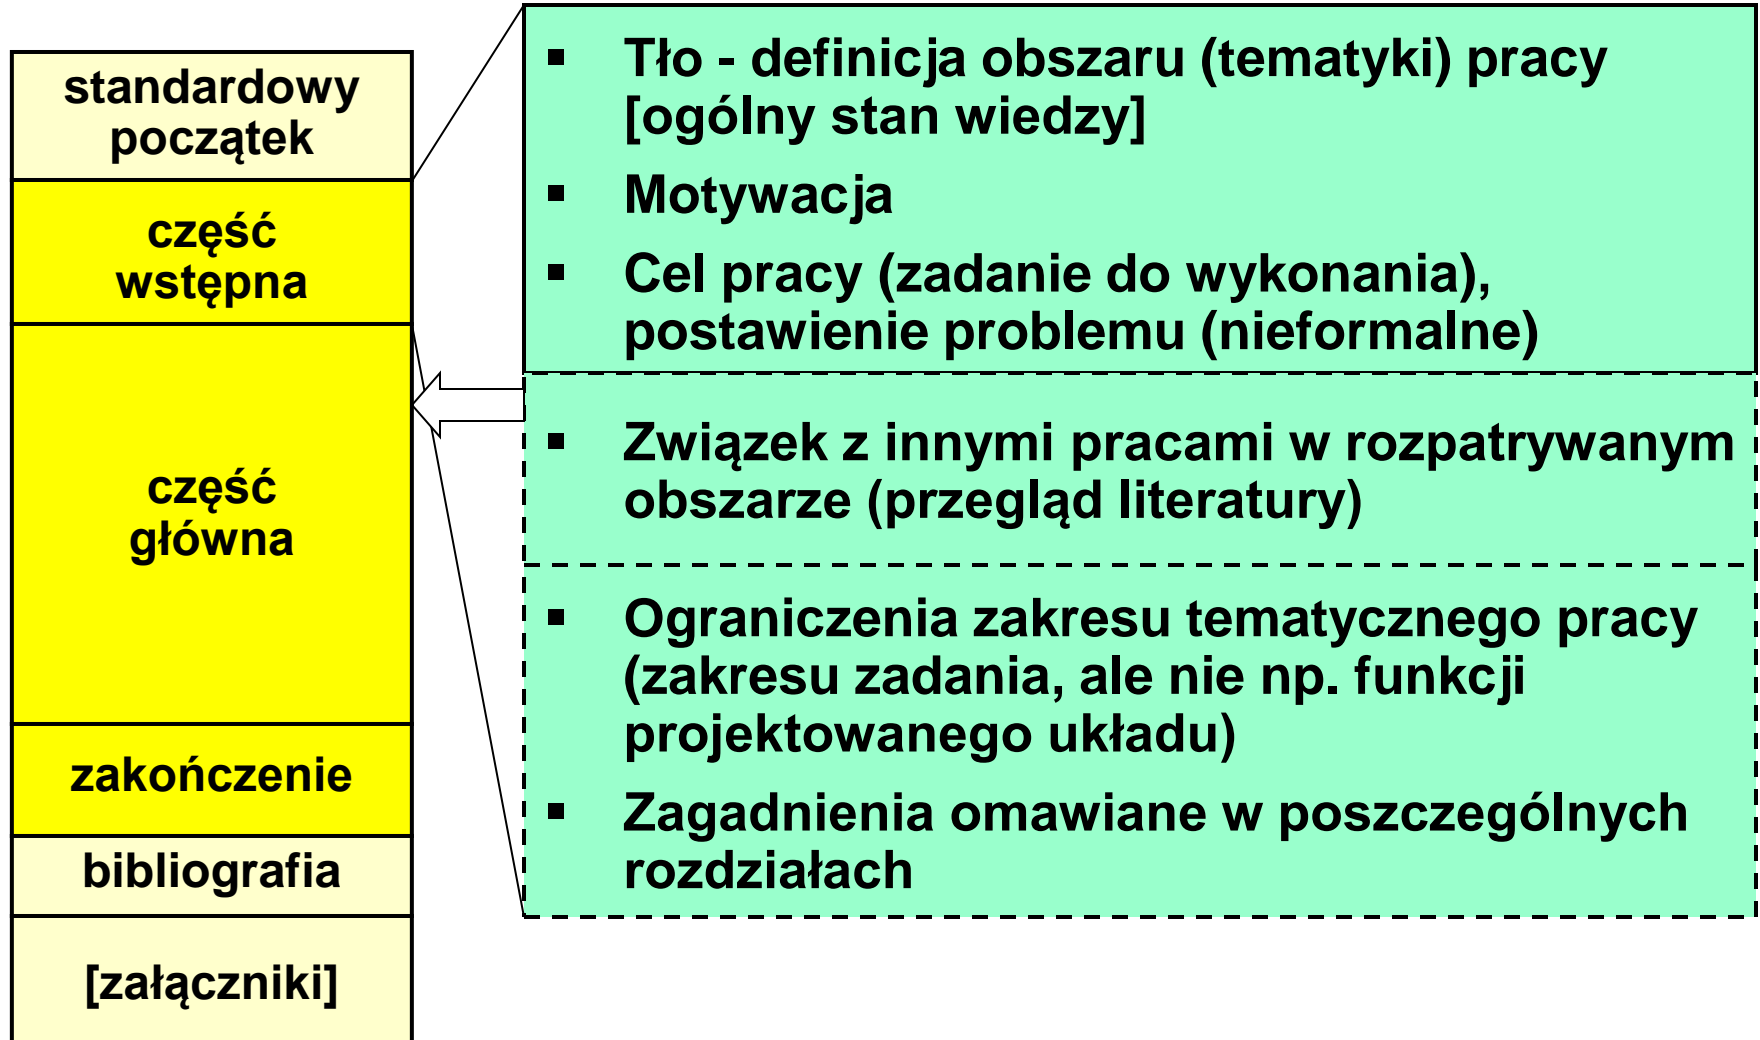 standardowy
początek
część
wstępna
część
główna
zakończenie
bibliografia
[załączniki]
▪ Tło - definicja obszaru (tematyki) pracy
[ogólny stan wiedzy]
▪ Motywacja
▪ Cel pracy (zadanie do wykonania),
postawienie problemu (nieformalne)
▪ Związek z innymi pracami w rozpatrywanym
obszarze (przegląd literatury)
▪ Ograniczenia zakresu tematycznego pracy
(zakresu zadania, ale nie np. funkcji
projektowanego układu)
▪ Zagadnienia omawiane w poszczególnych
rozdziałach